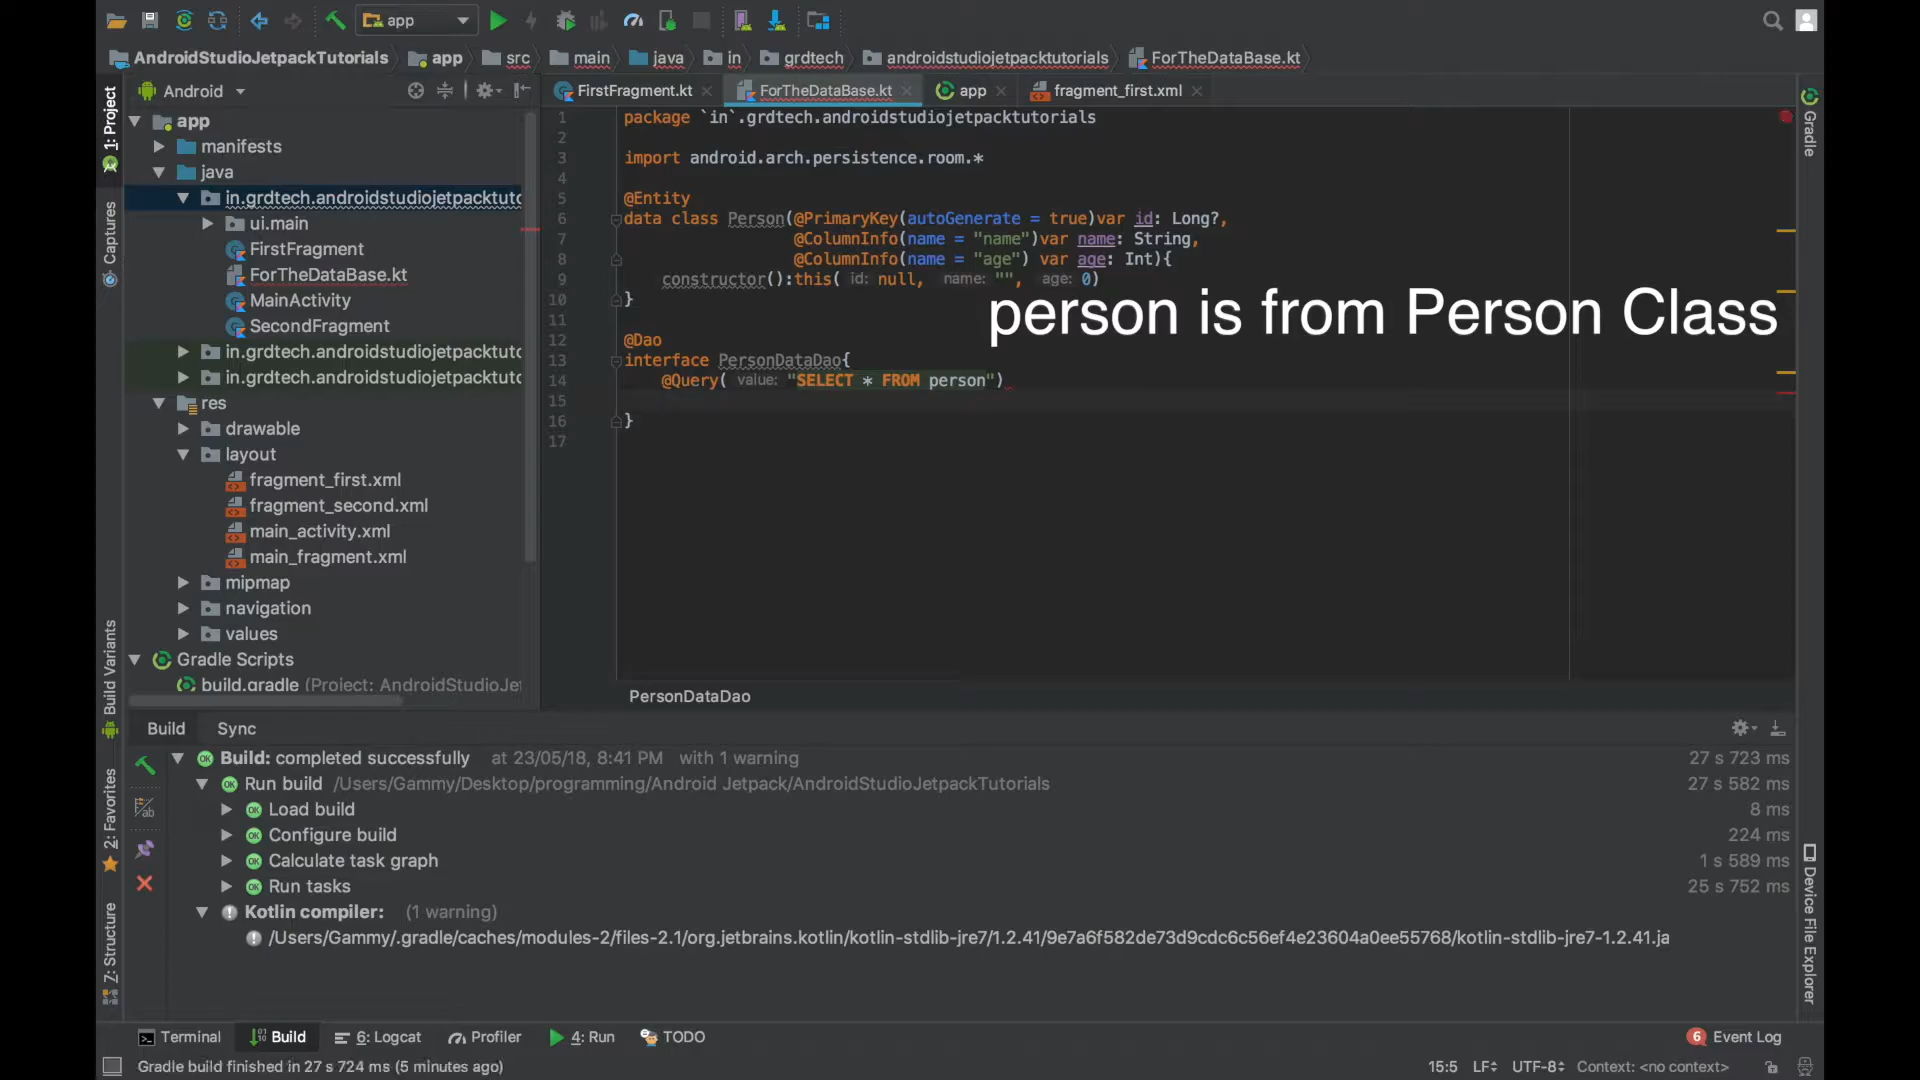 app
AndroidStudioJetpackTutorials app src main java in grdtech androidstudiojetpacktutorials ForTheDataBase.kt
Android
FirstFragment.kt ForTheDataBase.kt app fragment_first.xml
1: Project
Captures
Build Variants
2: Favorites
Z: Structure
app
manifests
java
in.grdtech.androidstudiojetpacktuto
ui.main
FirstFragment
ForTheDataBase.kt
MainActivity
SecondFragment
in.grdtech.androidstudiojetpacktuto
in.grdtech.androidstudiojetpacktuto
res
drawable
layout
fragment_first.xml
fragment_second.xml
main_activity.xml
main_fragment.xml
mipmap
navigation
values
Gradle Scripts
build.gradle (Project: AndroidStudioJet
1 package `in`.grdtech.androidstudiojetpacktutorials
2
3 import android.arch.persistence.room.*
4
5 @Entity
6 data class Person(@PrimaryKey(autoGenerate = true)var id: Long?,
7 @ColumnInfo(name = "name")var name: String,
8 @ColumnInfo(name = "age") var age: Int){
9 constructor():this( id: null, name: "", age: 0)
10 }
11
12 @Dao
13 interface PersonDataDao{
14 @Query( value: "SELECT * FROM person")
15
16 }
17
person is from Person Class
PersonDataDao
Gradle
Device File Explorer
Build Sync
Build: completed successfully at 23/05/18, 8:41 PM with 1 warning 27 s 723 ms
Run build /Users/Gammy/Desktop/programming/Android Jetpack/AndroidStudioJetpackTutorials 27 s 582 ms
Load build 8 ms
Configure build 224 ms
Calculate task graph 1 s 589 ms
Run tasks 25 s 752 ms
Kotlin compiler: (1 warning)
/Users/Gammy/.gradle/caches/modules-2/files-2.1/org.jetbrains.kotlin/kotlin-stdlib-jre7/1.2.41/9e7a6f582de73d9cdc6c56ef4e23604a0ee55768/kotlin-stdlib-jre7-1.2.41.ja
Terminal Build 6: Logcat Profiler 4: Run TODO 6 Event Log
Gradle build finished in 27 s 724 ms (5 minutes ago) 15:5 LF UTF-8 Context: <no context>